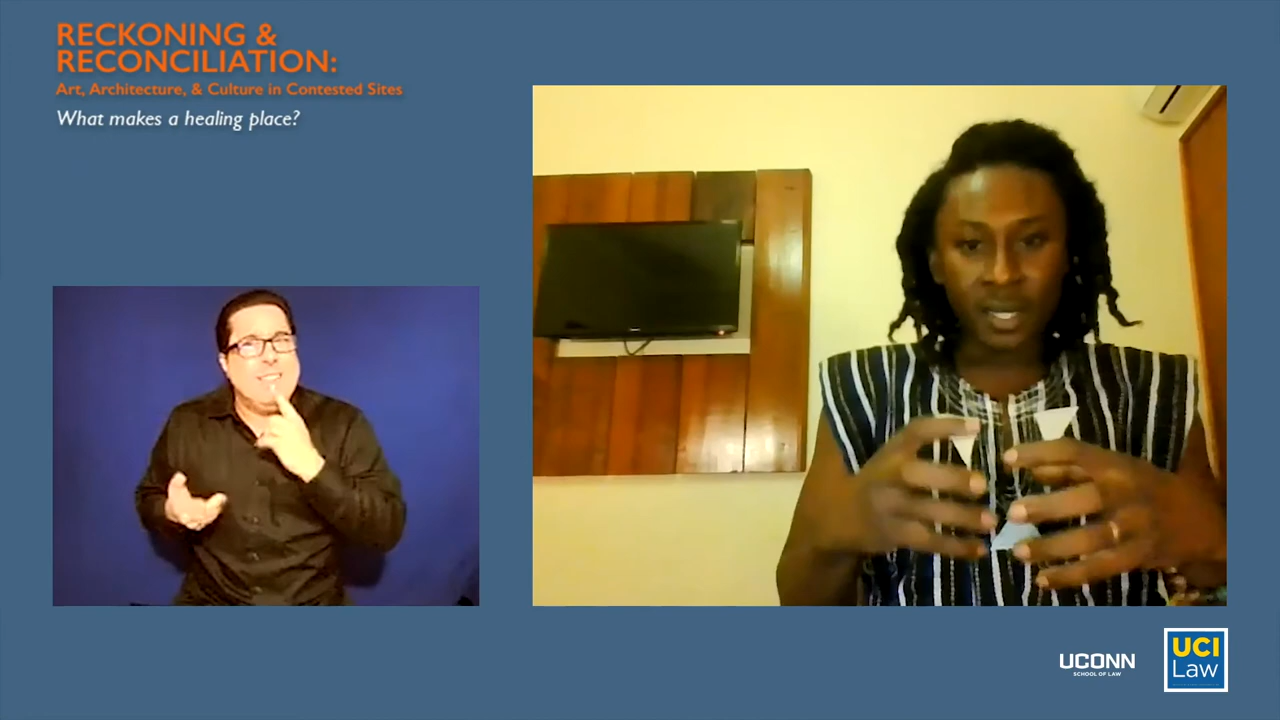 RECKONING &
RECONCILIATION:
Art, Architecture, & Culture in Contested Sites
What makes a healing place?
UCONN
SCHOOL OF LAW
UCI
Law